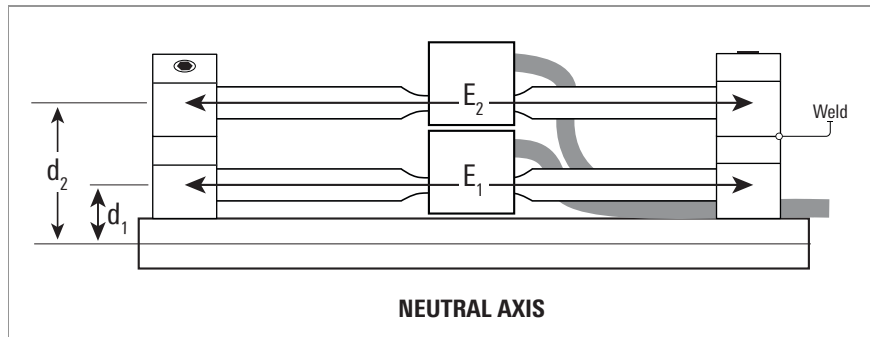 E₂
Weld
d₂
E₁
d₁
NEUTRAL AXIS